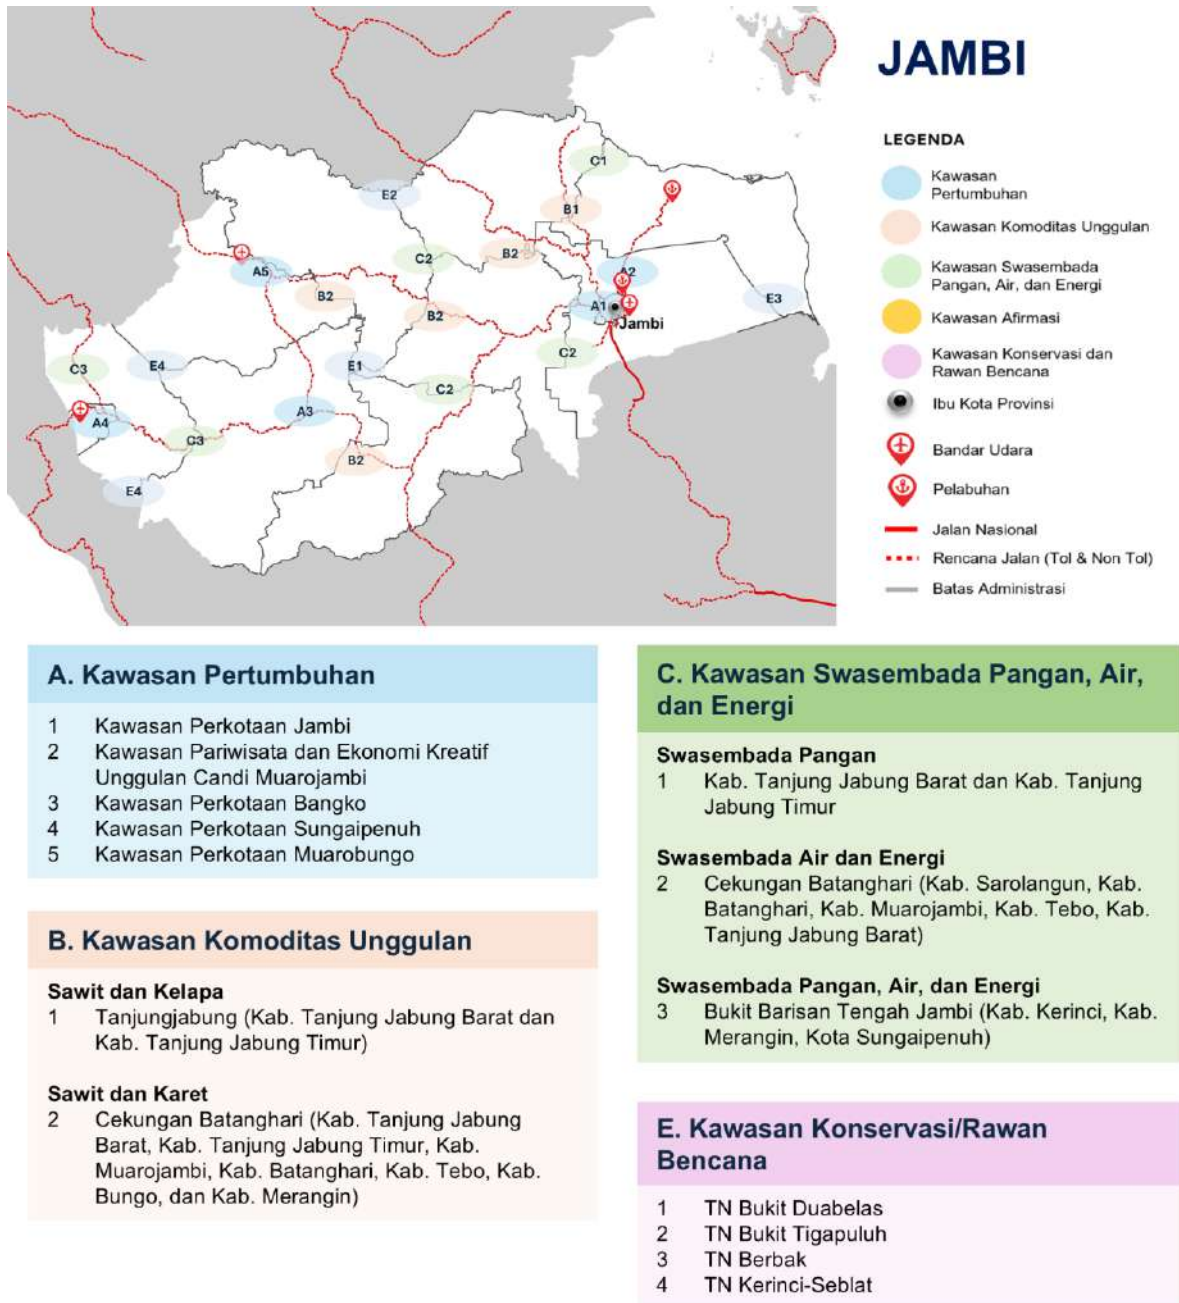 JAMBI
LEGENDA
Kawasan
Pertumbuhan
Kawasan Komoditas Unggulan
Kawasan Swasembada
Pangan, Air, dan Energi
Kawasan Afirmasi
Kawasan Konservasi dan
Rawan Bencana
Ibu Kota Provinsi
Bandar Udara
Pelabuhan
Jalan Nasional
Rencana Jalan (Tol & Non Tol)
Batas Administrasi
C1
E2
B1
C2
B2
A5
A2
B2
E3
B2
A1
Jambi
C2
C3
E4
E1
C2
A3
A4
C3
B2
E4
A. Kawasan Pertumbuhan
1 Kawasan Perkotaan Jambi
2 Kawasan Pariwisata dan Ekonomi Kreatif
Unggulan Candi Muarojambi
3 Kawasan Perkotaan Bangko
4 Kawasan Perkotaan Sungaipenuh
5 Kawasan Perkotaan Muarobungo
B. Kawasan Komoditas Unggulan
Sawit dan Kelapa
1 Tanjungjabung (Kab. Tanjung Jabung Barat dan
Kab. Tanjung Jabung Timur)
Sawit dan Karet
2 Cekungan Batanghari (Kab. Tanjung Jabung
Barat, Kab. Tanjung Jabung Timur, Kab.
Muarojambi, Kab. Batanghari, Kab. Tebo, Kab.
Bungo, dan Kab. Merangin)
C. Kawasan Swasembada Pangan, Air,
dan Energi
Swasembada Pangan
1 Kab. Tanjung Jabung Barat dan Kab. Tanjung
Jabung Timur
Swasembada Air dan Energi
2 Cekungan Batanghari (Kab. Sarolangun, Kab.
Batanghari, Kab. Muarojambi, Kab. Tebo, Kab.
Tanjung Jabung Barat)
Swasembada Pangan, Air, dan Energi
3 Bukit Barisan Tengah Jambi (Kab. Kerinci, Kab.
Merangin, Kota Sungaipenuh)
E. Kawasan Konservasi/Rawan
Bencana
1 TN Bukit Duabelas
2 TN Bukit Tigapuluh
3 TN Berbak
4 TN Kerinci-Seblat